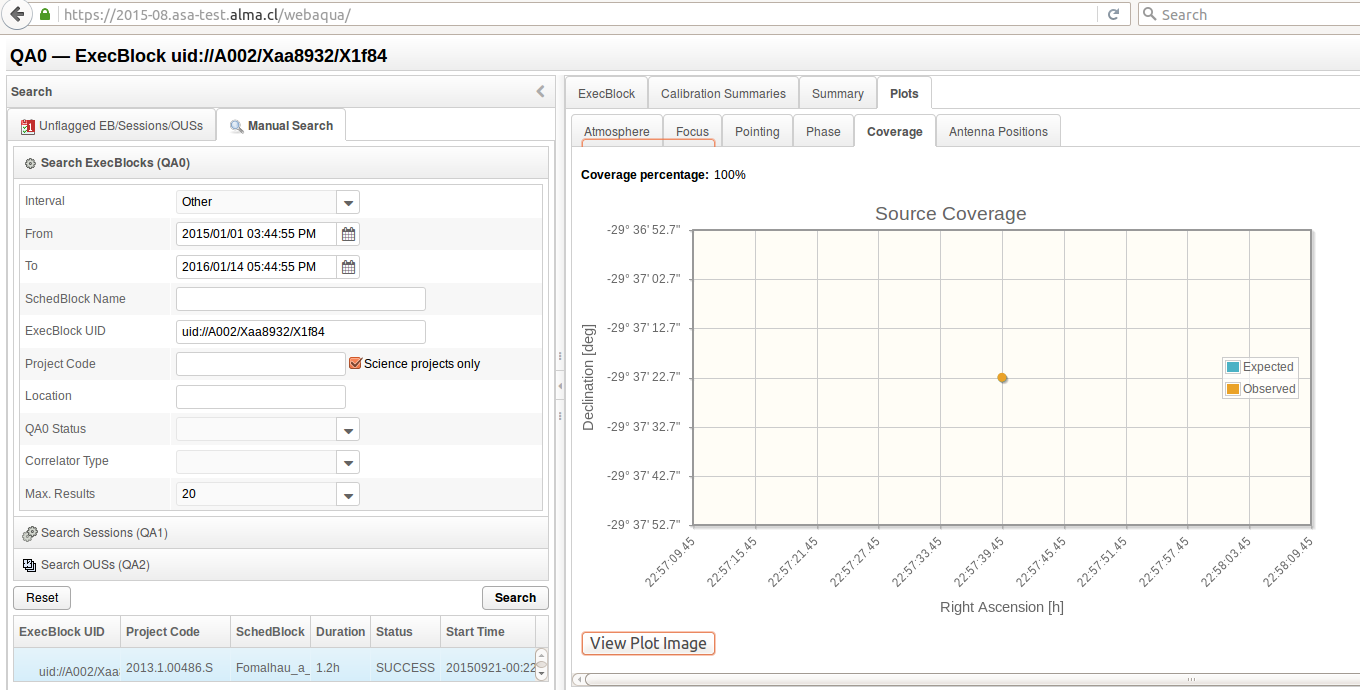 https://2015-08.asa-test.alma.cl/webaqua/
Search
QA0 — ExecBlock uid://A002/Xaa8932/X1f84
Search
Unflagged EB/Sessions/OUSs
Manual Search
Search ExecBlocks (QA0)
Interval
Other
From
2015/01/01 03:44:55 PM
To
2016/01/14 05:44:55 PM
SchedBlock Name
ExecBlock UID
uid://A002/Xaa8932/X1f84
Project Code
Science projects only
Location
QA0 Status
Correlator Type
Max. Results
20
Search Sessions (QA1)
Search OUSs (QA2)
Reset
Search
ExecBlock UID Project Code SchedBlock Duration Status Start Time
uid://A002/Xaa 2013.1.00486.S Fomalhau_a_ 1.2h SUCCESS 20150921-00:22
ExecBlock
Calibration Summaries
Summary
Plots
Atmosphere
Focus
Pointing
Phase
Coverage
Antenna Positions
Coverage percentage: 100%
Source Coverage
Declination [deg]
-29° 36' 52.7"
-29° 37' 02.7"
-29° 37' 12.7"
-29° 37' 22.7"
-29° 37' 32.7"
-29° 37' 42.7"
-29° 37' 52.7"
Expected
Observed
22:57:09.45
22:57:15.45
22:57:21.45
22:57:27.45
22:57:33.45
22:57:39.45
22:57:45.45
22:57:51.45
22:57:57.45
22:58:03.45
22:58:09.45
Right Ascension [h]
View Plot Image